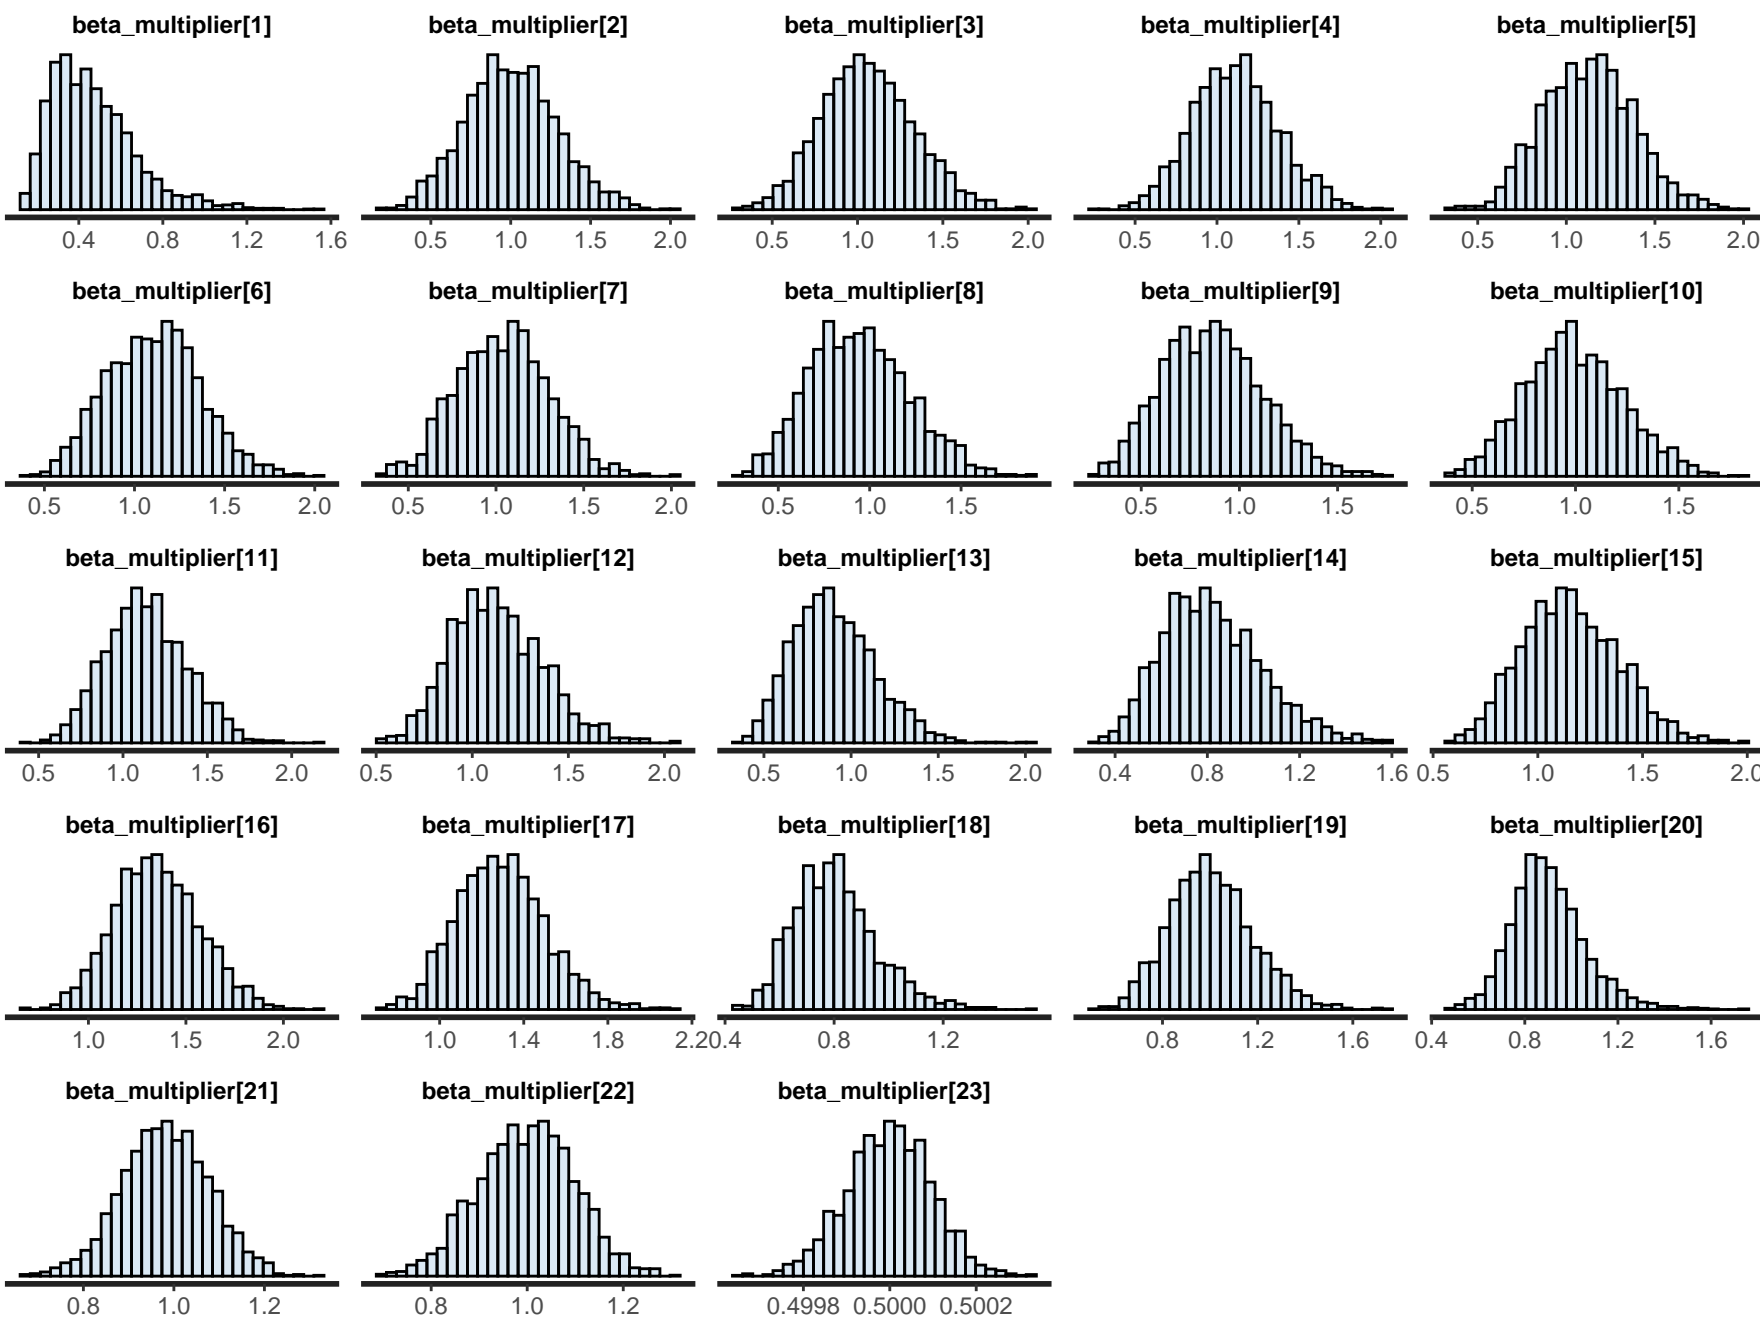 beta_multiplier[1] beta_multiplier[2] beta_multiplier[3] beta_multiplier[4] beta_multiplier[5]
0.4 0.8 1.2 1.6 0.5 1.0 1.5 2.0 0.5 1.0 1.5 2.0 0.5 1.0 1.5 2.0 0.5 1.0 1.5 2.0
beta_multiplier[6] beta_multiplier[7] beta_multiplier[8] beta_multiplier[9] beta_multiplier[10]
0.5 1.0 1.5 2.0 0.5 1.0 1.5 2.0 0.5 1.0 1.5 0.5 1.0 1.5 0.5 1.0 1.5
beta_multiplier[11] beta_multiplier[12] beta_multiplier[13] beta_multiplier[14] beta_multiplier[15]
0.5 1.0 1.5 2.0 0.5 1.0 1.5 2.0 0.5 1.0 1.5 2.0 0.4 0.8 1.2 1.6 0.5 1.0 1.5 2.0
beta_multiplier[16] beta_multiplier[17] beta_multiplier[18] beta_multiplier[19] beta_multiplier[20]
1.0 1.5 2.0 1.0 1.4 1.8 2.2 0.4 0.8 1.2 0.8 1.2 1.6 0.4 0.8 1.2 1.6
beta_multiplier[21] beta_multiplier[22] beta_multiplier[23]
0.8 1.0 1.2 0.8 1.0 1.2 0.4998 0.5000 0.5002